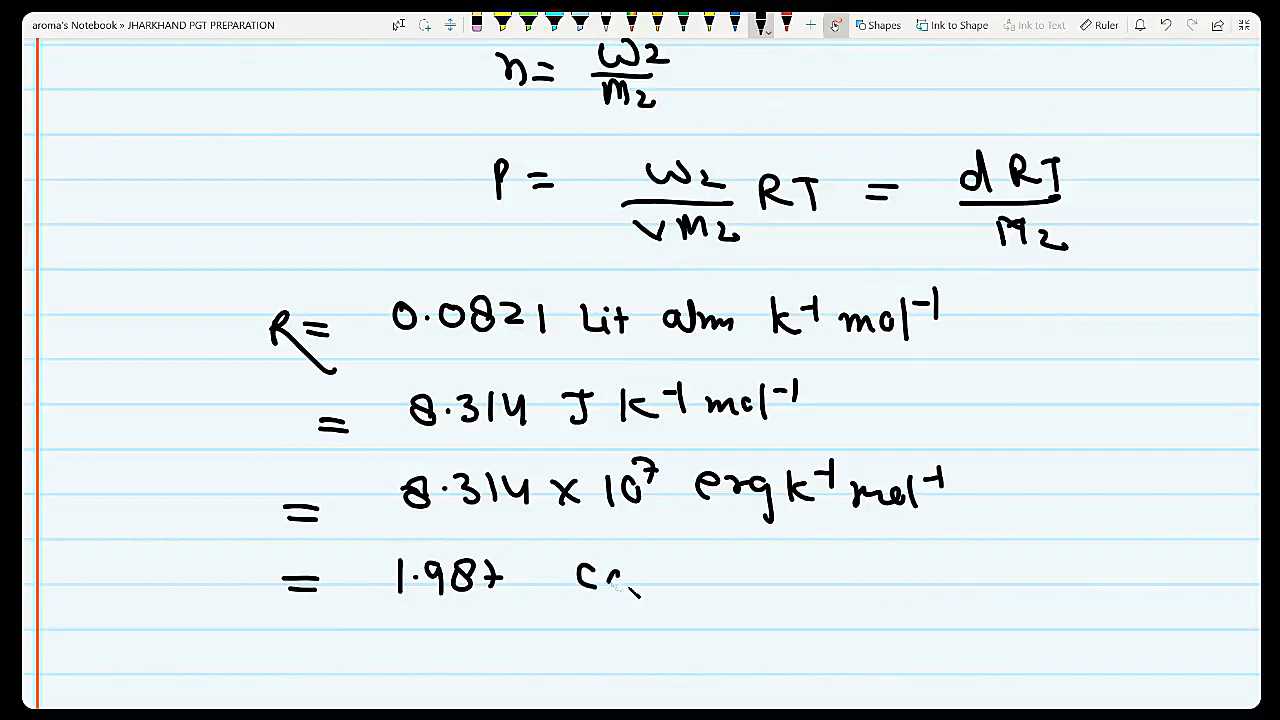 aroma's Notebook » JHARKHAND PGT PREPARATION Shapes Ink to Shape Ink to Text Ruler
n = w2/m2
P = w2/Vm2 RT = d RT/M2
R = 0.0821 Lit atm k⁻¹ mol⁻¹
= 8.314 J k⁻¹ mol⁻¹
= 8.314 × 10⁷ erg k⁻¹ mol⁻¹
= 1.987 ca